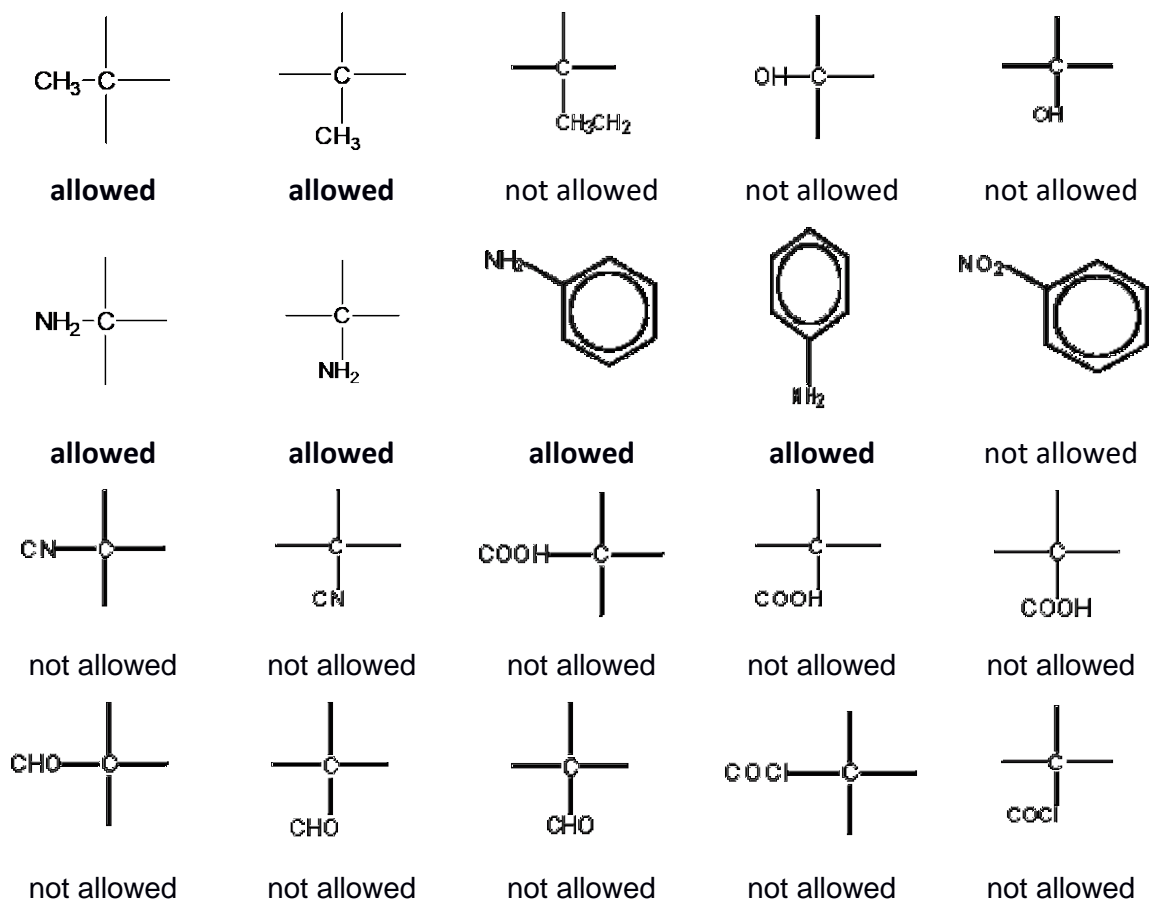 CH₃ C
C
CH₃
C
CH₃CH₂
OH C
C
OH
allowed allowed not allowed not allowed not allowed
NH₂ C
C
NH₂
NH₂
NH₂
NO₂
allowed allowed allowed allowed not allowed
CN C
C
CN
COOH C
C
COOH
C
COOH
not allowed not allowed not allowed not allowed not allowed
CHO C
C
CHO
C
CHO
COCl C
C
COCl
not allowed not allowed not allowed not allowed not allowed